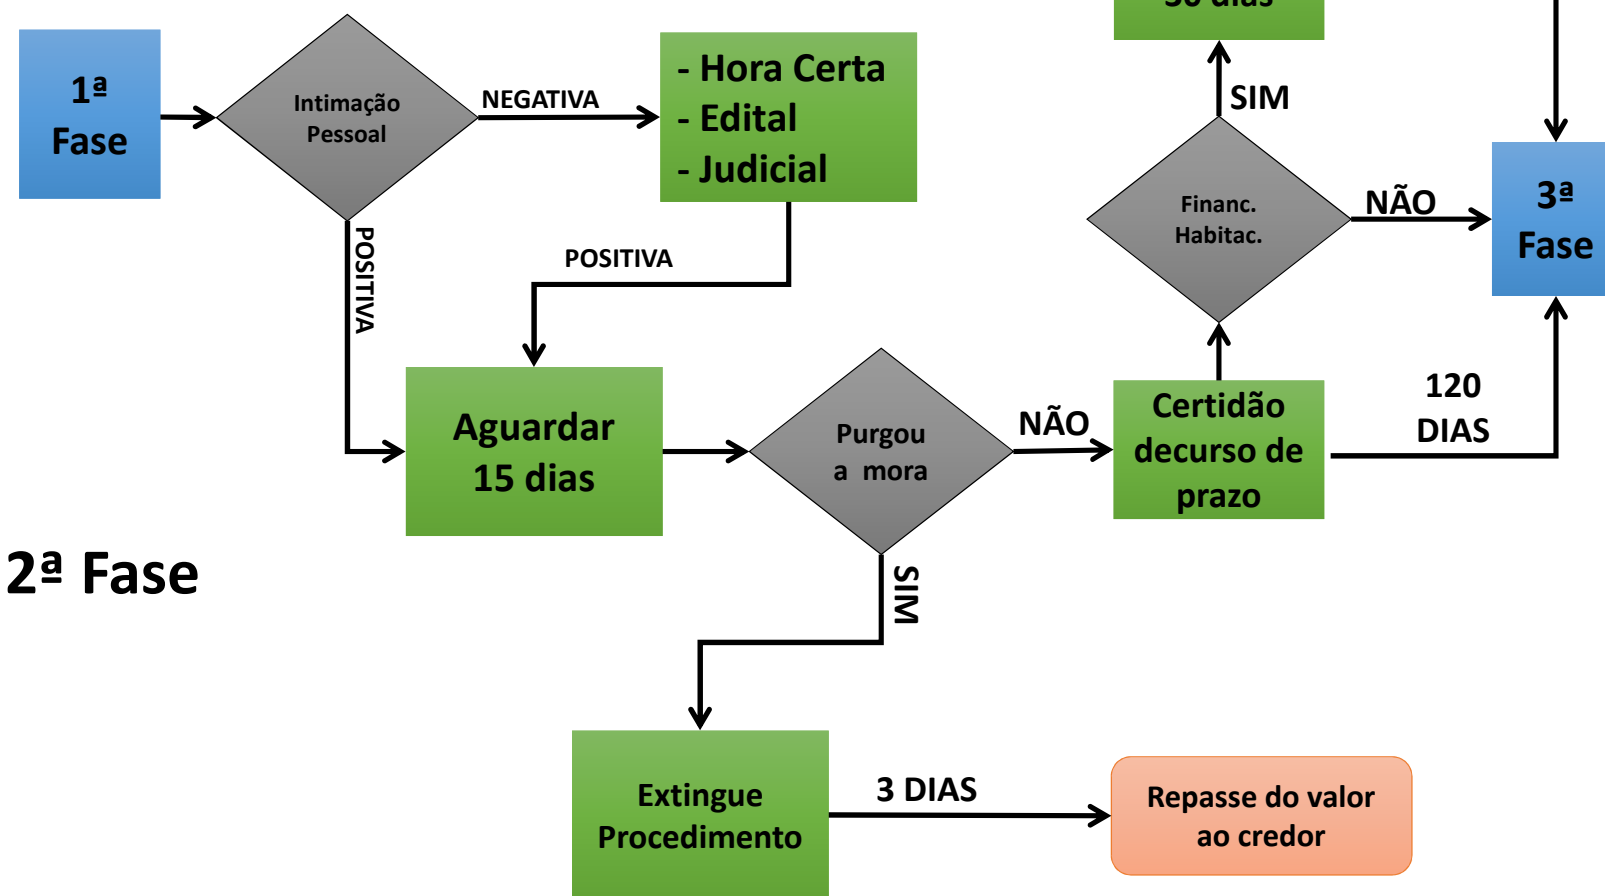 1ª
Fase
Intimação
Pessoal
NEGATIVA
- Hora Certa
- Edital
- Judicial
POSITIVA
POSITIVA
Aguardar
15 dias
Purgou
a mora
NÃO
Certidão
decurso de
prazo
120
DIAS
Financ.
Habitac.
SIM
dias
NÃO
3ª
Fase
2ª Fase
SIM
Extingue
Procedimento
3 DIAS
Repasse do valor
ao credor